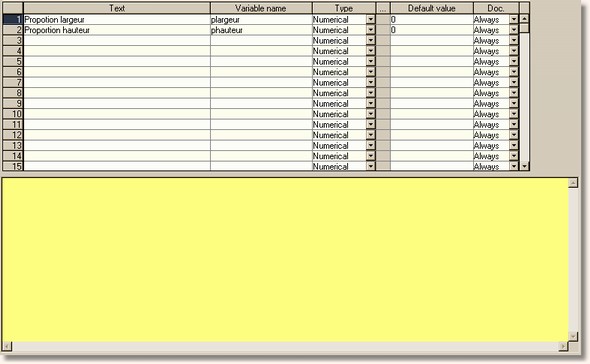 Text Variable name Type ... Default value Doc.
1 Propotion largeur plargeur Numerical 0 Always
2 Proportion hauteur phauteur Numerical 0 Always
3 Numerical Always
4 Numerical Always
5 Numerical Always
6 Numerical Always
7 Numerical Always
8 Numerical Always
9 Numerical Always
10 Numerical Always
11 Numerical Always
12 Numerical Always
13 Numerical Always
14 Numerical Always
15 Numerical Always